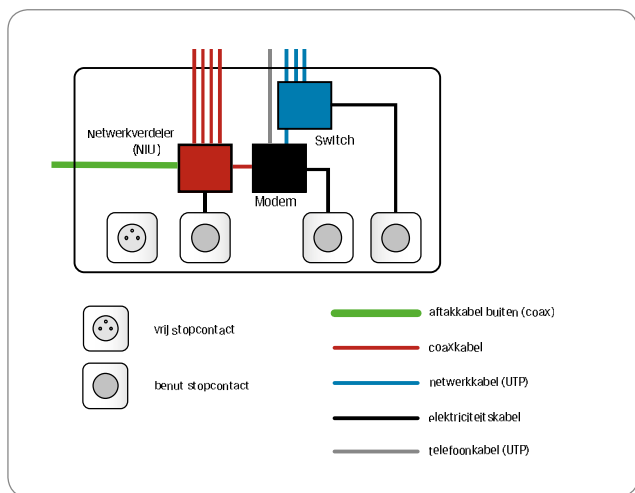 Netwerkverdeler
(NIU)
Switch
Modem
vrij stopcontact
benut stopcontact
aftakkabel buiten (coax)
coaxkabel
netwerkkabel (UTP)
elektriciteitskabel
telefoonkabel (UTP)